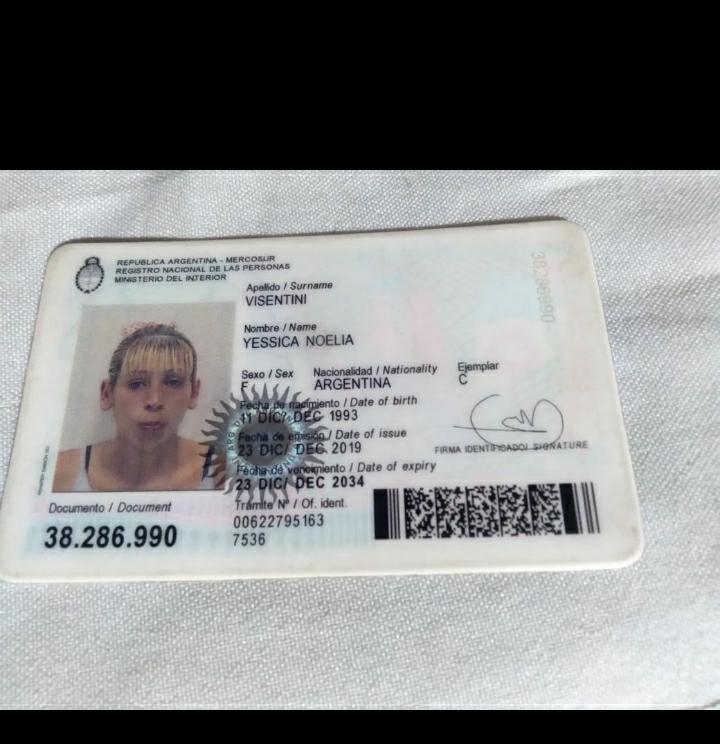 REPUBLICA ARGENTINA - MERCOSUR
REGISTRO NACIONAL DE LAS PERSONAS
MINISTERIO DEL INTERIOR
Apellido / Surname
VISENTINI
Nombre / Name
YESSICA NOELIA
Sexo / Sex Nacionalidad / Nationality Ejemplar
F ARGENTINA C
Fecha de nacimiento / Date of birth
11 DIC/ DEC 1993
Fecha de emisión / Date of issue
23 DIC/ DEC 2019
FIRMA IDENTIFICADO/ SIGNATURE
Fecha de vencimiento / Date of expiry
23 DIC/ DEC 2034
Documento / Document
38.286.990
Trámite Nº / Of. ident.
00622795163
7536
38286990